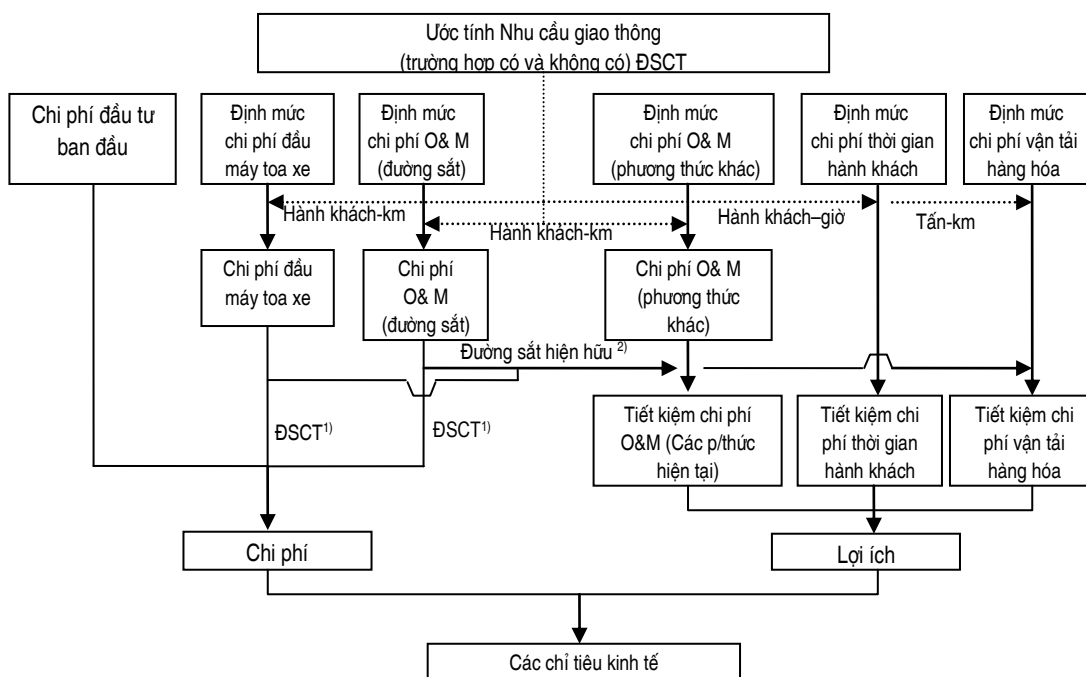 Ước tính Nhu cầu giao thông
(trường hợp có và không có) ĐSCT
Chi phí đầu tư
ban đầu
Định mức
chi phí đầu
máy toa xe
Định mức
chi phí O& M
(đường sắt)
Định mức
chi phí O& M
(phương thức khác)
Định mức
chi phí thời gian
hành khách
Định mức
chi phí vận tải
hàng hóa
Hành khách-km
Hành khách-km
Hành khách–giờ
Tấn-km
Chi phí đầu
máy toa xe
Chi phí
O& M
(đường sắt)
Chi phí O& M
(phương thức
khác)
Đường sắt hiện hữu 2)
ĐSCT1)
ĐSCT1)
Tiết kiệm chi phí
O&M (Các p/thức
hiện tại)
Tiết kiệm chi
phí thời gian
hành khách
Tiết kiệm chi
phí vận tải
hàng hóa
Chi phí
Lợi ích
Các chỉ tiêu kinh tế